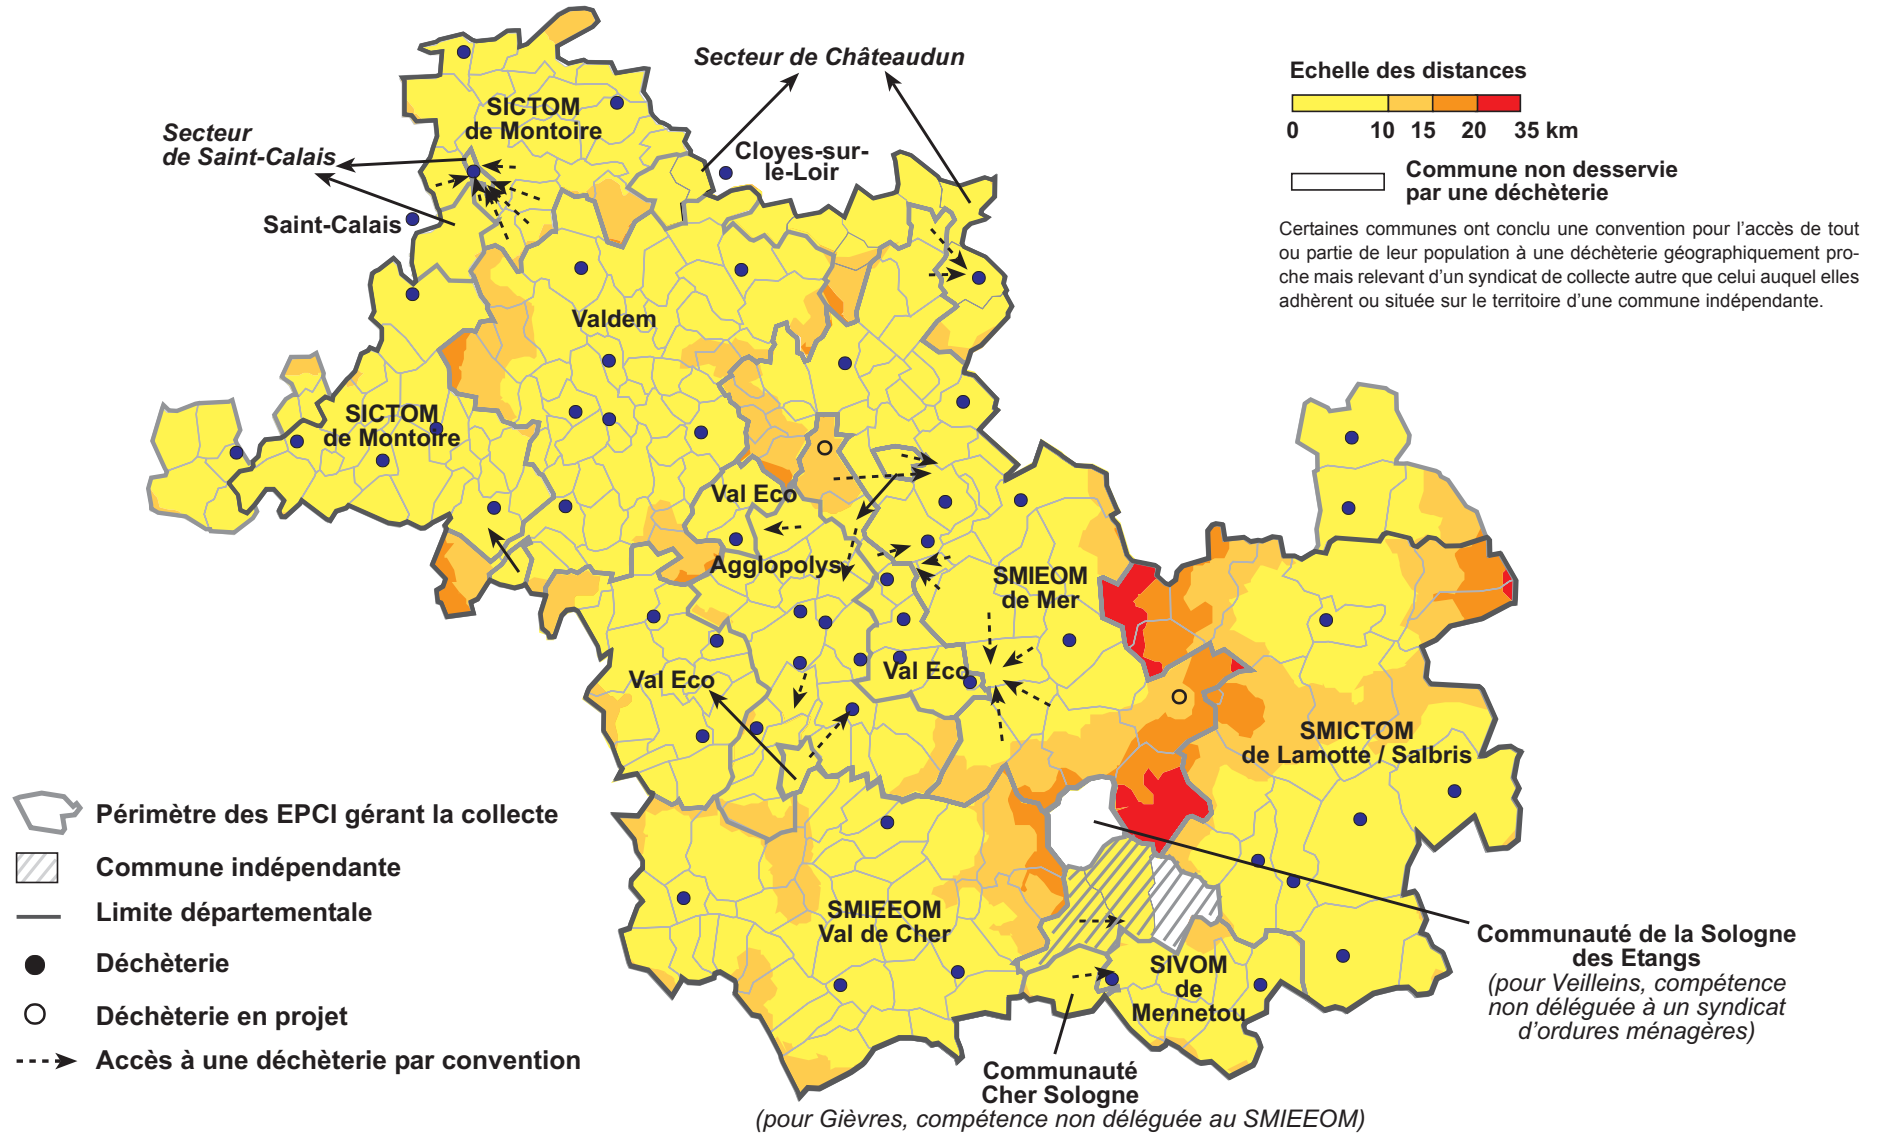 Secteur de Châteaudun
Echelle des distances
0 10 15 20 35 km
Commune non desservie
par une déchèterie
Certaines communes ont conclu une convention pour l'accès de tout
ou partie de leur population à une déchèterie géographiquement pro-
che mais relevant d'un syndicat de collecte autre que celui auquel elles
adhèrent ou située sur le territoire d'une commune indépendante.
SICTOM
de Montoire
Secteur
de Saint-Calais
Cloyes-sur-
le-Loir
Saint-Calais
Valdem
SICTOM
de Montoire
Val Eco
Agglopolys
SMIEOM
de Mer
Val Eco
Val Eco
SMICTOM
de Lamotte / Salbris
Périmètre des EPCI gérant la collecte
Commune indépendante
Limite départementale
Déchèterie
Déchèterie en projet
Accès à une déchèterie par convention
SMIEEOM
Val de Cher
SIVOM
de
Mennetou
Communauté de la Sologne
des Etangs
(pour Veilleins, compétence
non déléguée à un syndicat
d'ordures ménagères)
Communauté
Cher Sologne
(pour Gièvres, compétence non déléguée au SMIEEOM)